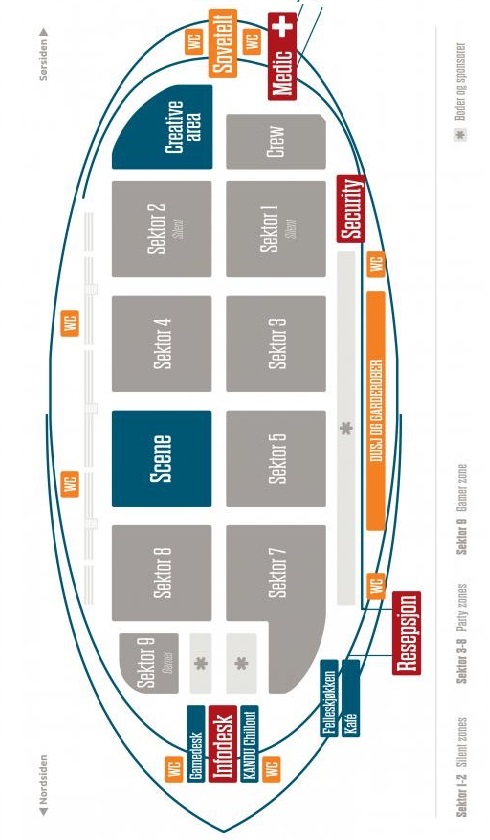 ◀ Nordsiden
Sørsiden ▶
WC
WC
WC
Gamedesk
Infodesk
KANDU Chillout
WC
Sektor 9
Gamer
Sektor 8
Scene
Sektor 4
Sektor 2
Silent
Creative
area
WC
Sovetelt
WC
Sektor 7
Sektor 5
Sektor 3
Sektor 1
Silent
Crew
Medic
Felleskjøkken
Kafé
Security
WC
DUSJ OG GARDEROBER
WC
Resepsjon
Sektor 1-2 Silent zones
Sektor 3-8 Party zones
Sektor 9 Gamer zone
Boder og sponsorer